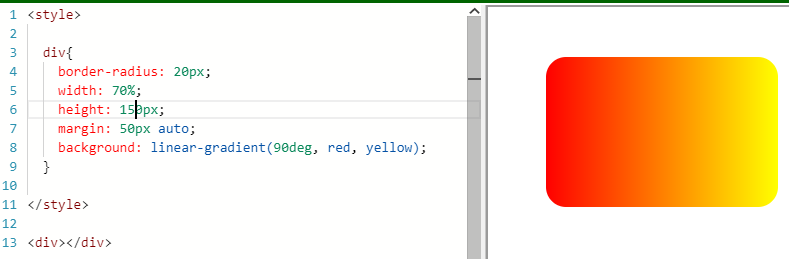 1 <style>
2
3 div{
4 border-radius: 20px;
5 width: 70%;
6 height: 150px;
7 margin: 50px auto;
8 background: linear-gradient(90deg, red, yellow);
9 }
10
11 </style>
12
13 <div></div>